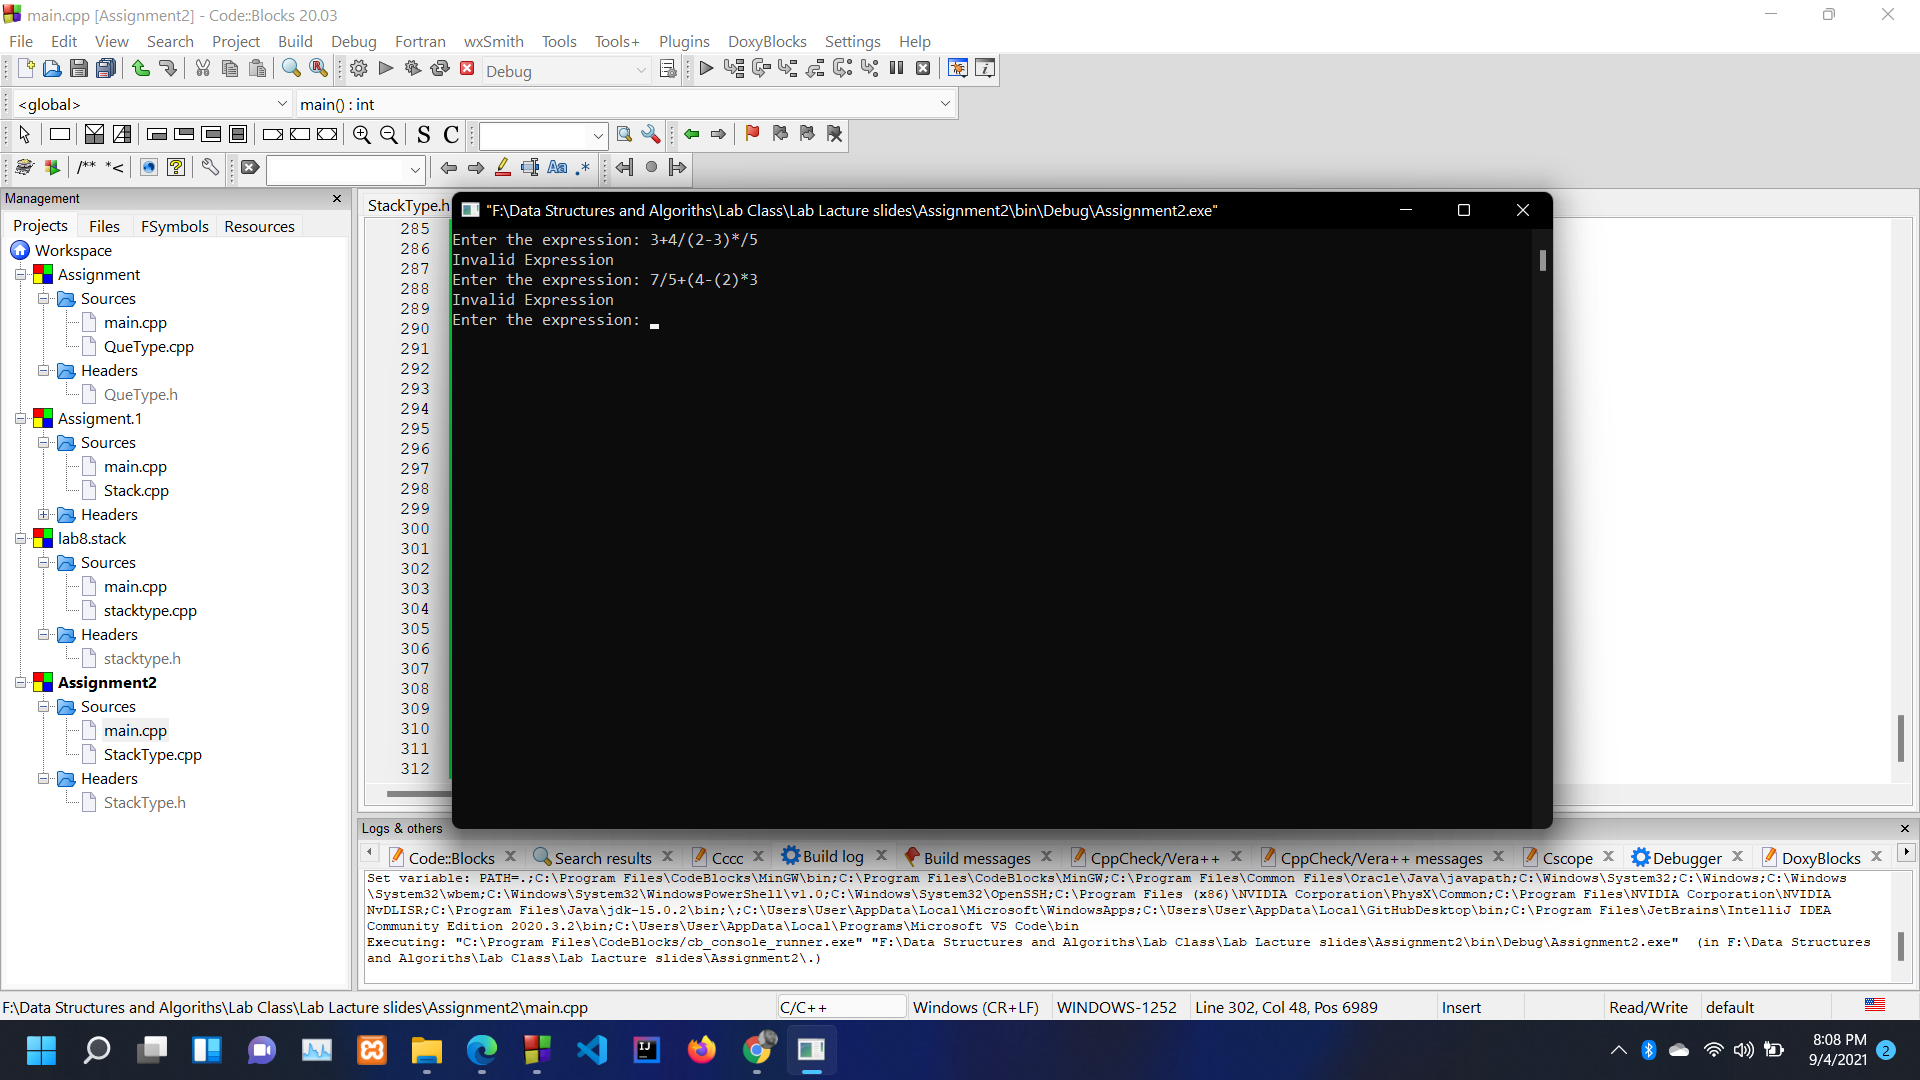 main.cpp [Assignment2] - Code::Blocks 20.03
File Edit View Search Project Build Debug Fortran wxSmith Tools Tools+ Plugins DoxyBlocks Settings Help
Debug
<global> main() : int
S C
/** *<
Aa .*
Management
Projects Files FSymbols Resources
Workspace
Assignment
Sources
main.cpp
QueType.cpp
Headers
QueType.h
Assigment.1
Sources
main.cpp
Stack.cpp
Headers
lab8.stack
Sources
main.cpp
stacktype.cpp
Headers
stacktype.h
Assignment2
Sources
main.cpp
StackType.cpp
Headers
StackType.h
StackType.h
285
286
287
288
289
290
291
292
293
294
295
296
297
298
299
300
301
302
303
304
305
306
307
308
309
310
311
312
"F:\Data Structures and Algoriths\Lab Class\Lab Lacture slides\Assignment2\bin\Debug\Assignment2.exe"
Enter the expression: 3+4/(2-3)*/5
Invalid Expression
Enter the expression: 7/5+(4-(2)*3
Invalid Expression
Enter the expression:
Logs & others
Code::Blocks Search results Cccc Build log Build messages CppCheck/Vera++ CppCheck/Vera++ messages Cscope Debugger DoxyBlocks
Set variable: PATH=.;C:\Program Files\CodeBlocks\MinGW\bin;C:\Program Files\CodeBlocks\MinGW;C:\Program Files\Common Files\Oracle\Java\javapath;C:\Windows\System32;C:\Windows;C:\Windows
\System32\wbem;C:\Windows\System32\WindowsPowerShell\v1.0;C:\Windows\System32\OpenSSH;C:\Program Files (x86)\NVIDIA Corporation\PhysX\Common;C:\Program Files\NVIDIA Corporation\NVIDIA
NvDLISR;C:\Program Files\Java\jdk-15.0.2\bin;\;C:\Users\User\AppData\Local\Microsoft\WindowsApps;C:\Users\User\AppData\Local\GitHubDesktop\bin;C:\Program Files\JetBrains\IntelliJ IDEA
Community Edition 2020.3.2\bin;C:\Users\User\AppData\Local\Programs\Microsoft VS Code\bin
Executing: "C:\Program Files\CodeBlocks/cb_console_runner.exe" "F:\Data Structures and Algoriths\Lab Class\Lab Lacture slides\Assignment2\bin\Debug\Assignment2.exe"  (in F:\Data Structures
and Algoriths\Lab Class\Lab Lacture slides\Assignment2\.)
F:\Data Structures and Algoriths\Lab Class\Lab Lacture slides\Assignment2\main.cpp C/C++ Windows (CR+LF) WINDOWS-1252 Line 302, Col 48, Pos 6989 Insert Read/Write default
8:08 PM
9/4/2021
2